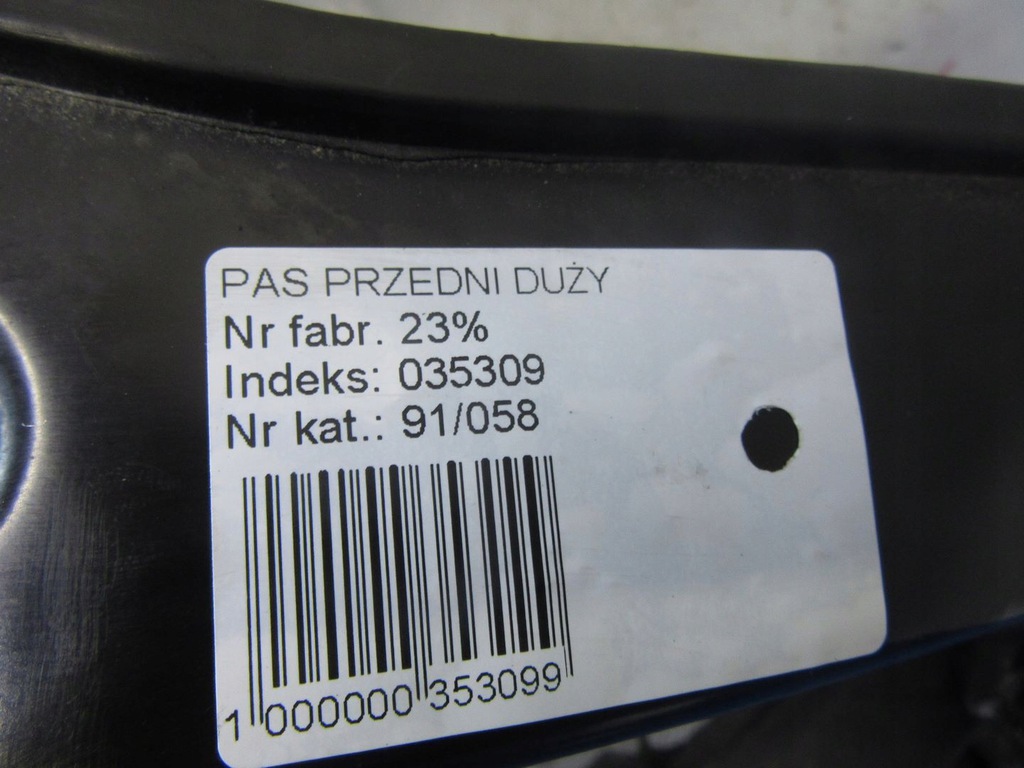 PAS PRZEDNI DUŻY
Nr fabr. 23%
Indeks: 035309
Nr kat.: 91/058
1 000000 353099